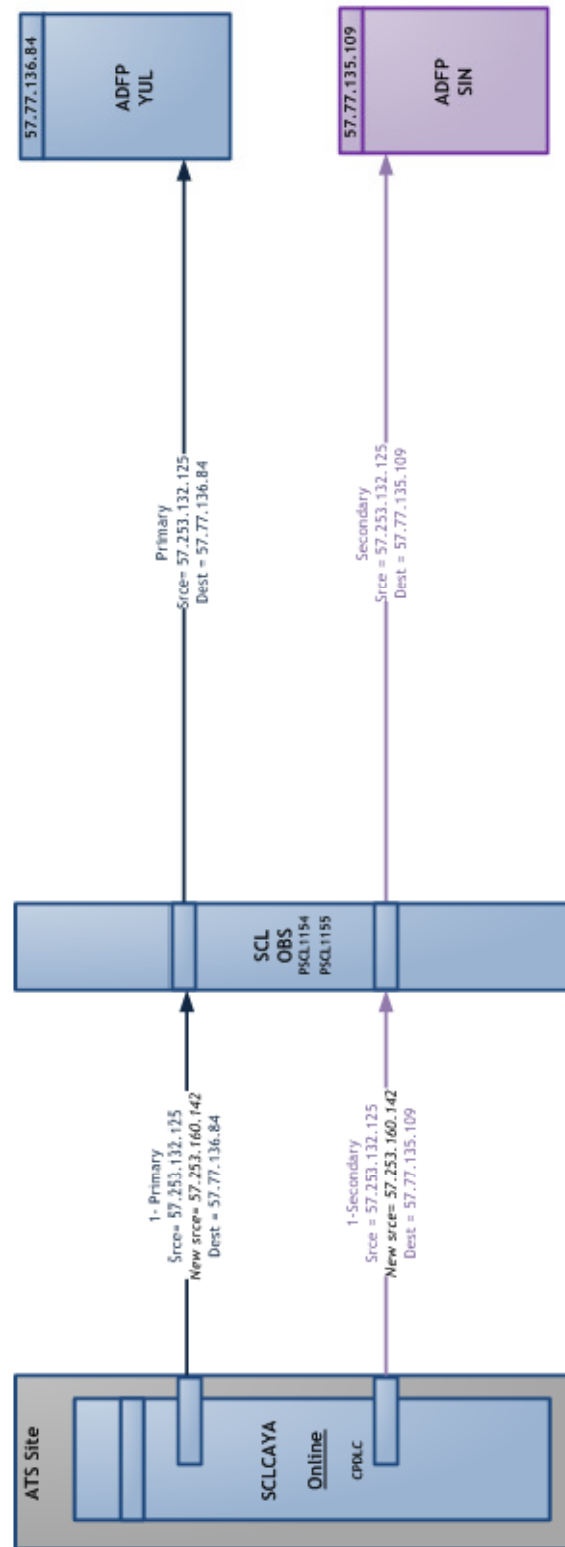 ATS Site
SCLCAYA
Online
CPDLC
1- Primary
Srce= 57.253.132.125
New srce= 57.253.160.142
Dest = 57.77.136.84
1-Secondary
Srce = 57.253.132.125
New srce= 57.253.160.142
Dest = 57.77.135.109
SCL
OBS
PSCL1154
PSCL1155
Primary
Srce= 57.253.132.125
Dest = 57.77.136.84
Secondary
Srce = 57.253.132.125
Dest = 57.77.135.109
57.77.136.84
ADFP
YUL
57.77.135.109
ADFP
SIN